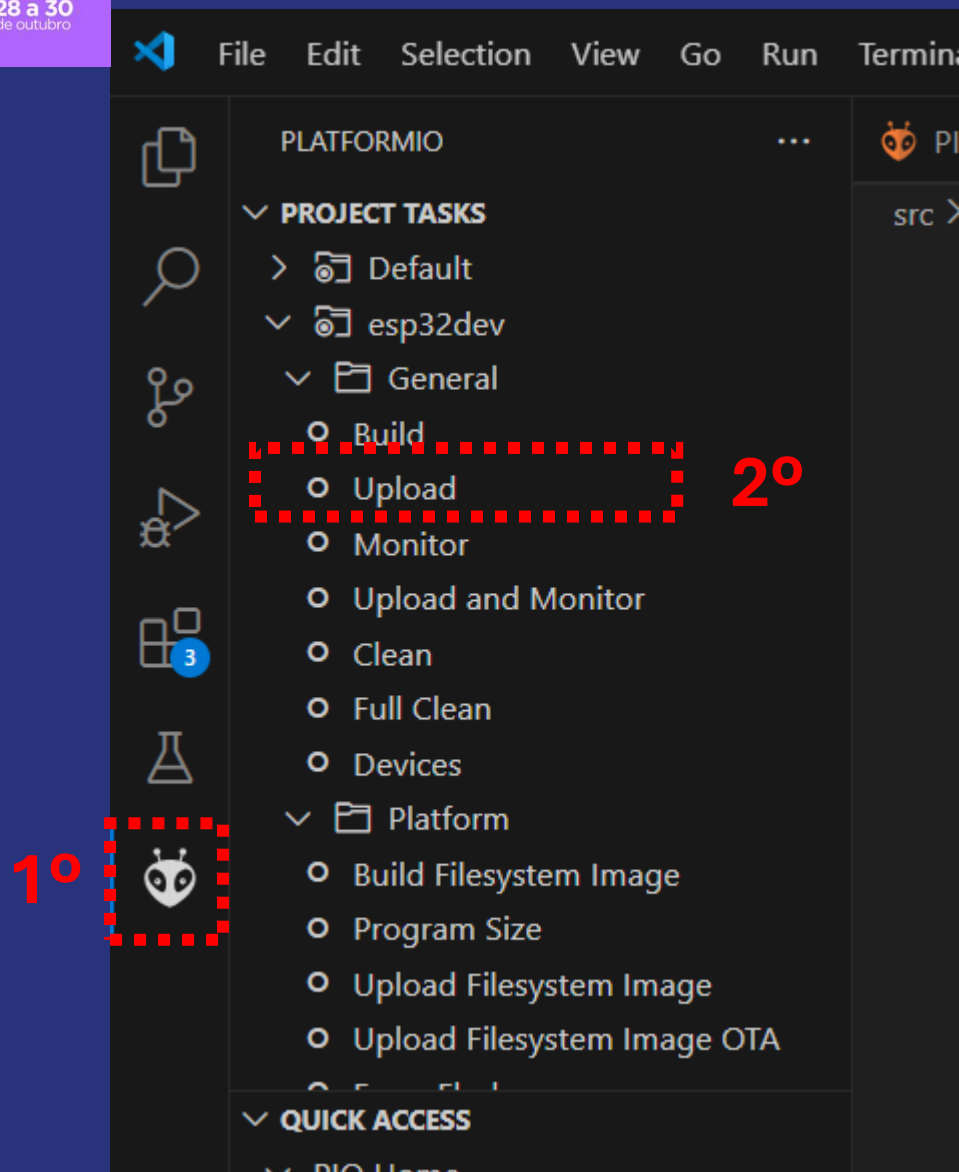 28 a 30
de outubro
File Edit Selection View Go Run
PLATFORMIO ...
PROJECT TASKS
src >
Default
esp32dev
General
Build
Upload
2º
Monitor
Upload and Monitor
3
Clean
Full Clean
Devices
Platform
1º
Build Filesystem Image
Program Size
Upload Filesystem Image
Upload Filesystem Image OTA
QUICK ACCESS